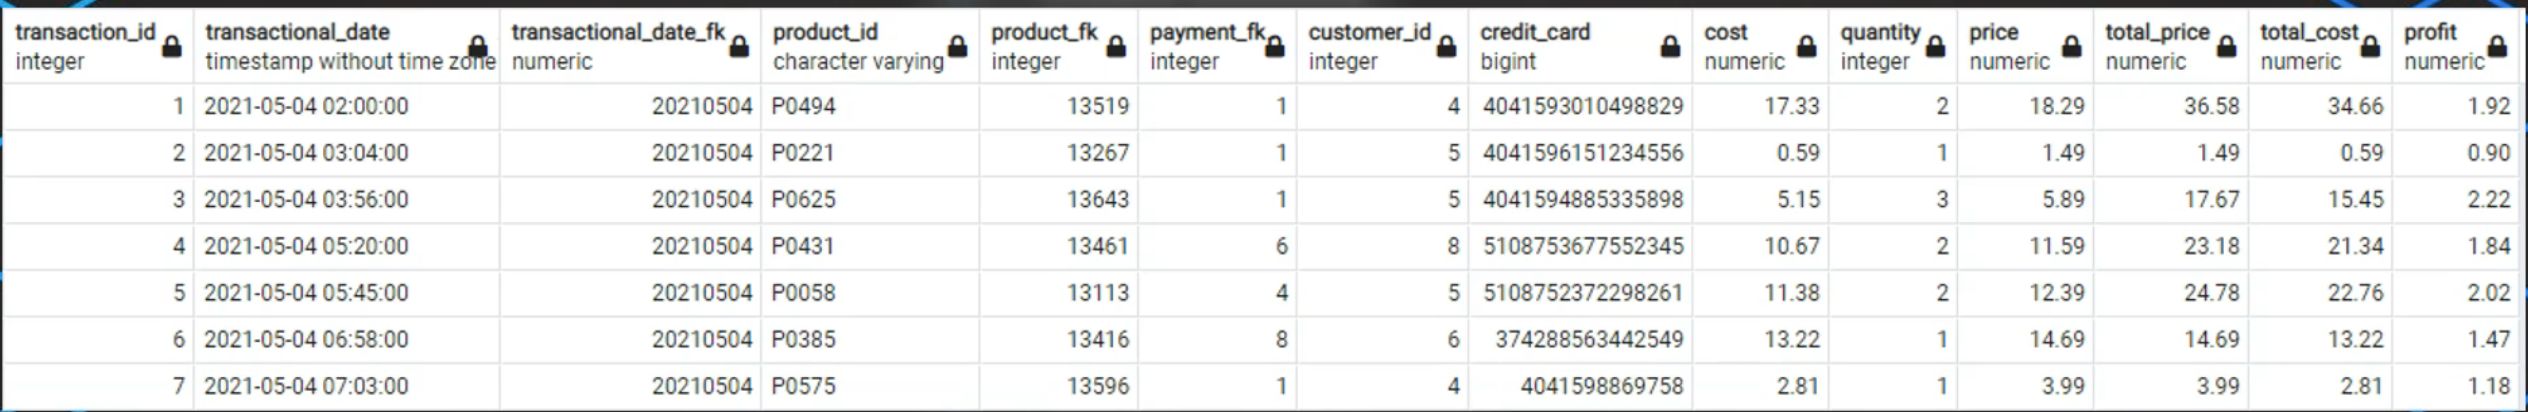 transaction_id transactional_date transactional_date_fk product_id product_fk payment_fk customer_id credit_card cost quantity price total_price total_cost profit
integer timestamp without time zone numeric character varying integer integer integer bigint numeric integer numeric numeric numeric numeric
1 2021-05-04 02:00:00 20210504 P0494 13519 1 4 4041593010498829 17.33 2 18.29 36.58 34.66 1.92
2 2021-05-04 03:04:00 20210504 P0221 13267 1 5 4041596151234556 0.59 1 1.49 1.49 0.59 0.90
3 2021-05-04 03:56:00 20210504 P0625 13643 1 5 4041594885335898 5.15 3 5.89 17.67 15.45 2.22
4 2021-05-04 05:20:00 20210504 P0431 13461 6 8 5108753677552345 10.67 2 11.59 23.18 21.34 1.84
5 2021-05-04 05:45:00 20210504 P0058 13113 4 5 5108752372298261 11.38 2 12.39 24.78 22.76 2.02
6 2021-05-04 06:58:00 20210504 P0385 13416 8 6 374288563442549 13.22 1 14.69 14.69 13.22 1.47
7 2021-05-04 07:03:00 20210504 P0575 13596 1 4 4041598869758 2.81 1 3.99 3.99 2.81 1.18